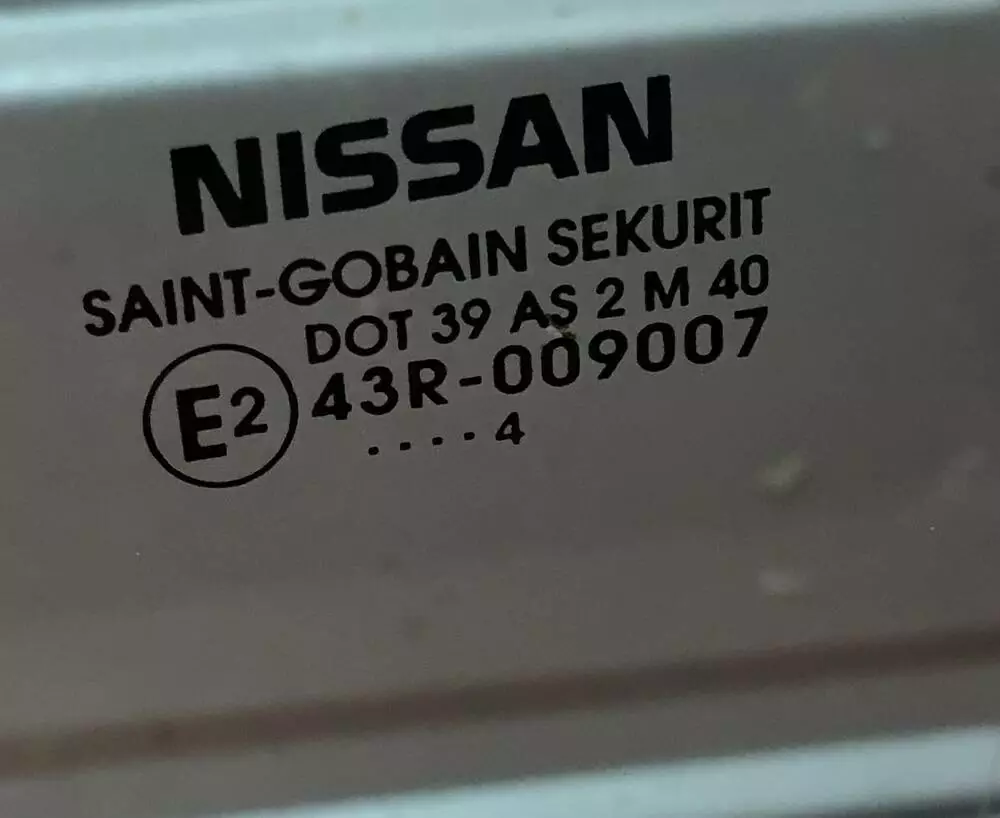 NISSAN
SAINT-GOBAIN SEKURIT
DOT 39 AS 2 M 40
E2 43R-009007
....4